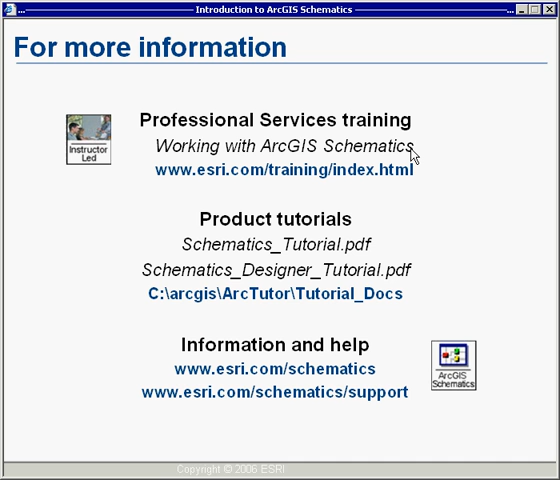 Introduction to ArcGIS Schematics
For more information
Professional Services training
Instructor
Led
Working with ArcGIS Schematics
www.esri.com/training/index.html
Product tutorials
Schematics_Tutorial.pdf
Schematics_Designer_Tutorial.pdf
C:\arcgis\ArcTutor\Tutorial_Docs
Information and help
www.esri.com/schematics
ArcGIS
Schematics
www.esri.com/schematics/support
Copyright © 2006 ESRI